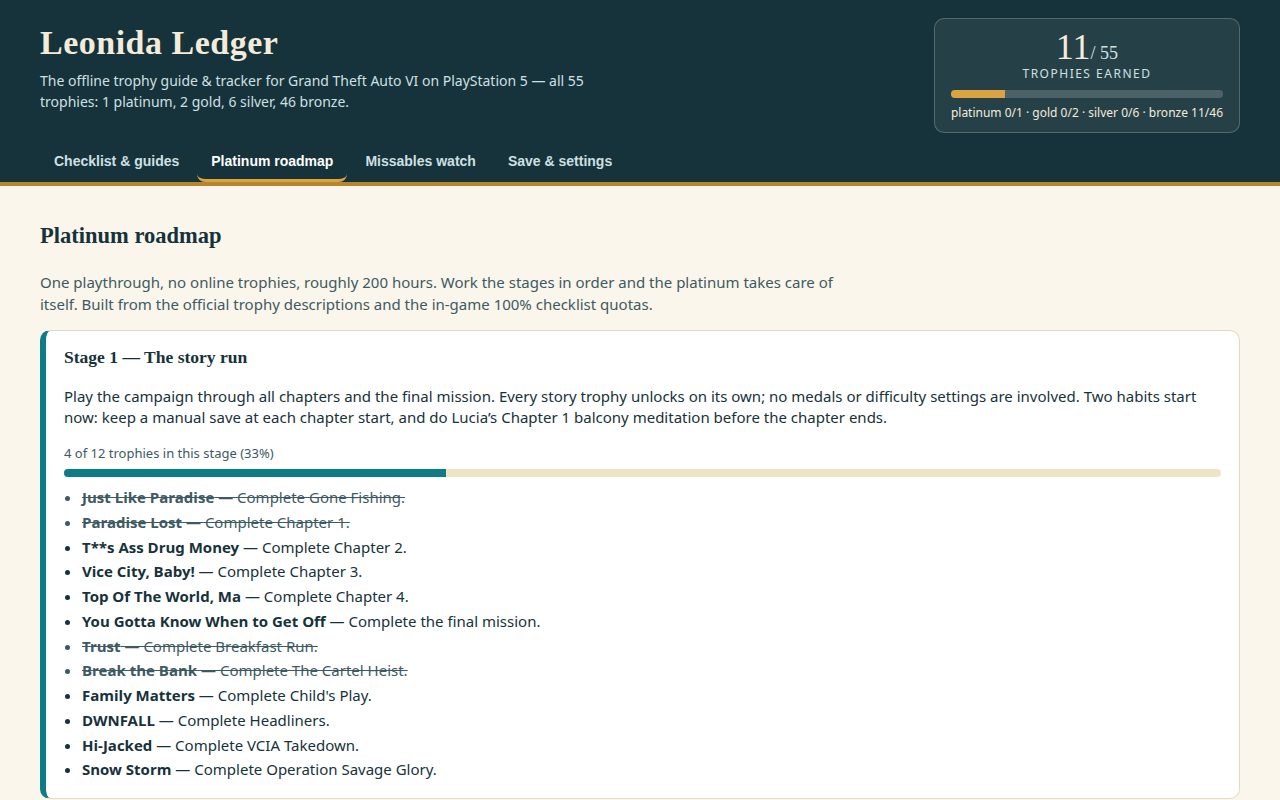 Leonida Ledger
The offline trophy guide & tracker for Grand Theft Auto VI on PlayStation 5 — all 55
trophies: 1 platinum, 2 gold, 6 silver, 46 bronze.
11 / 55
TROPHIES EARNED
platinum 0/1 · gold 0/2 · silver 0/6 · bronze 11/46
Checklist & guides Platinum roadmap Missables watch Save & settings
Platinum roadmap
One playthrough, no online trophies, roughly 200 hours. Work the stages in order and the platinum takes care of
itself. Built from the official trophy descriptions and the in-game 100% checklist quotas.
Stage 1 — The story run
Play the campaign through all chapters and the final mission. Every story trophy unlocks on its own; no medals or difficulty settings are involved. Two habits start
now: keep a manual save at each chapter start, and do Lucia’s Chapter 1 balcony meditation before the chapter ends.
4 of 12 trophies in this stage (33%)
• Just Like Paradise — Complete Gone Fishing.
• Paradise Lost — Complete Chapter 1.
• T**s Ass Drug Money — Complete Chapter 2.
• Vice City, Baby! — Complete Chapter 3.
• Top Of The World, Ma — Complete Chapter 4.
• You Gotta Know When to Get Off — Complete the final mission.
• Trust — Complete Breakfast Run.
• Break the Bank — Complete The Cartel Heist.
• Family Matters — Complete Child's Play.
• DWNFALL — Complete Headliners.
• Hi-Jacked — Complete VCIA Takedown.
• Snow Storm — Complete Operation Savage Glory.